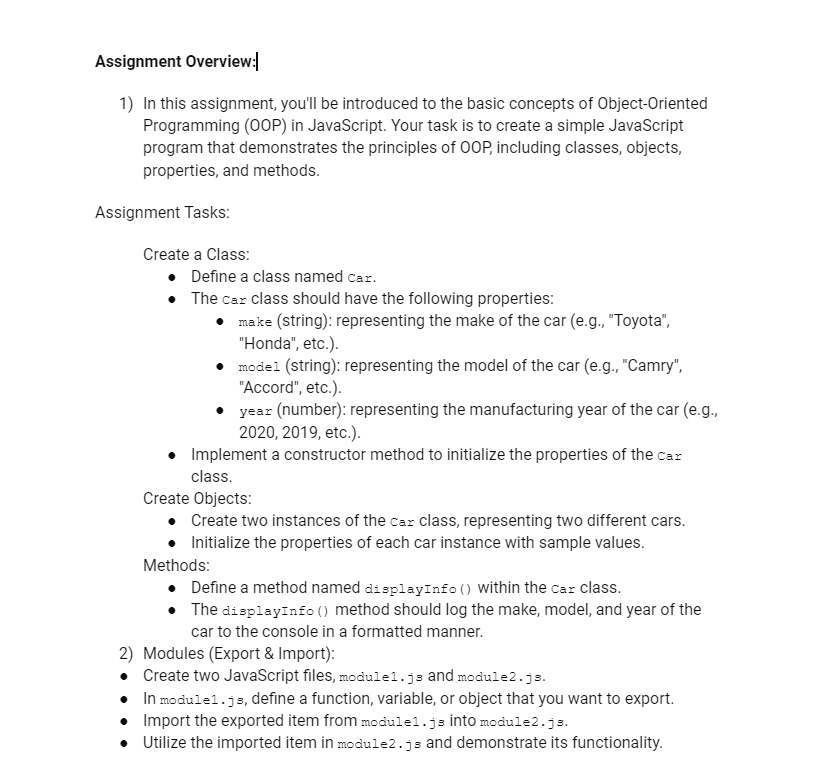 Assignment Overview:
1) In this assignment, you'll be introduced to the basic concepts of Object-Oriented
Programming (OOP) in JavaScript. Your task is to create a simple JavaScript
program that demonstrates the principles of OOP, including classes, objects,
properties, and methods.
Assignment Tasks:
Create a Class:
● Define a class named Car.
● The Car class should have the following properties:
● make (string): representing the make of the car (e.g., "Toyota",
"Honda", etc.).
● model (string): representing the model of the car (e.g., "Camry",
"Accord", etc.).
● year (number): representing the manufacturing year of the car (e.g.,
2020, 2019, etc.).
● Implement a constructor method to initialize the properties of the Car
class.
Create Objects:
● Create two instances of the Car class, representing two different cars.
● Initialize the properties of each car instance with sample values.
Methods:
● Define a method named displayInfo() within the Car class.
● The displayInfo() method should log the make, model, and year of the
car to the console in a formatted manner.
2) Modules (Export & Import):
● Create two JavaScript files, module1.js and module2.js.
● In module1.js, define a function, variable, or object that you want to export.
● Import the exported item from module1.js into module2.js.
● Utilize the imported item in module2.js and demonstrate its functionality.